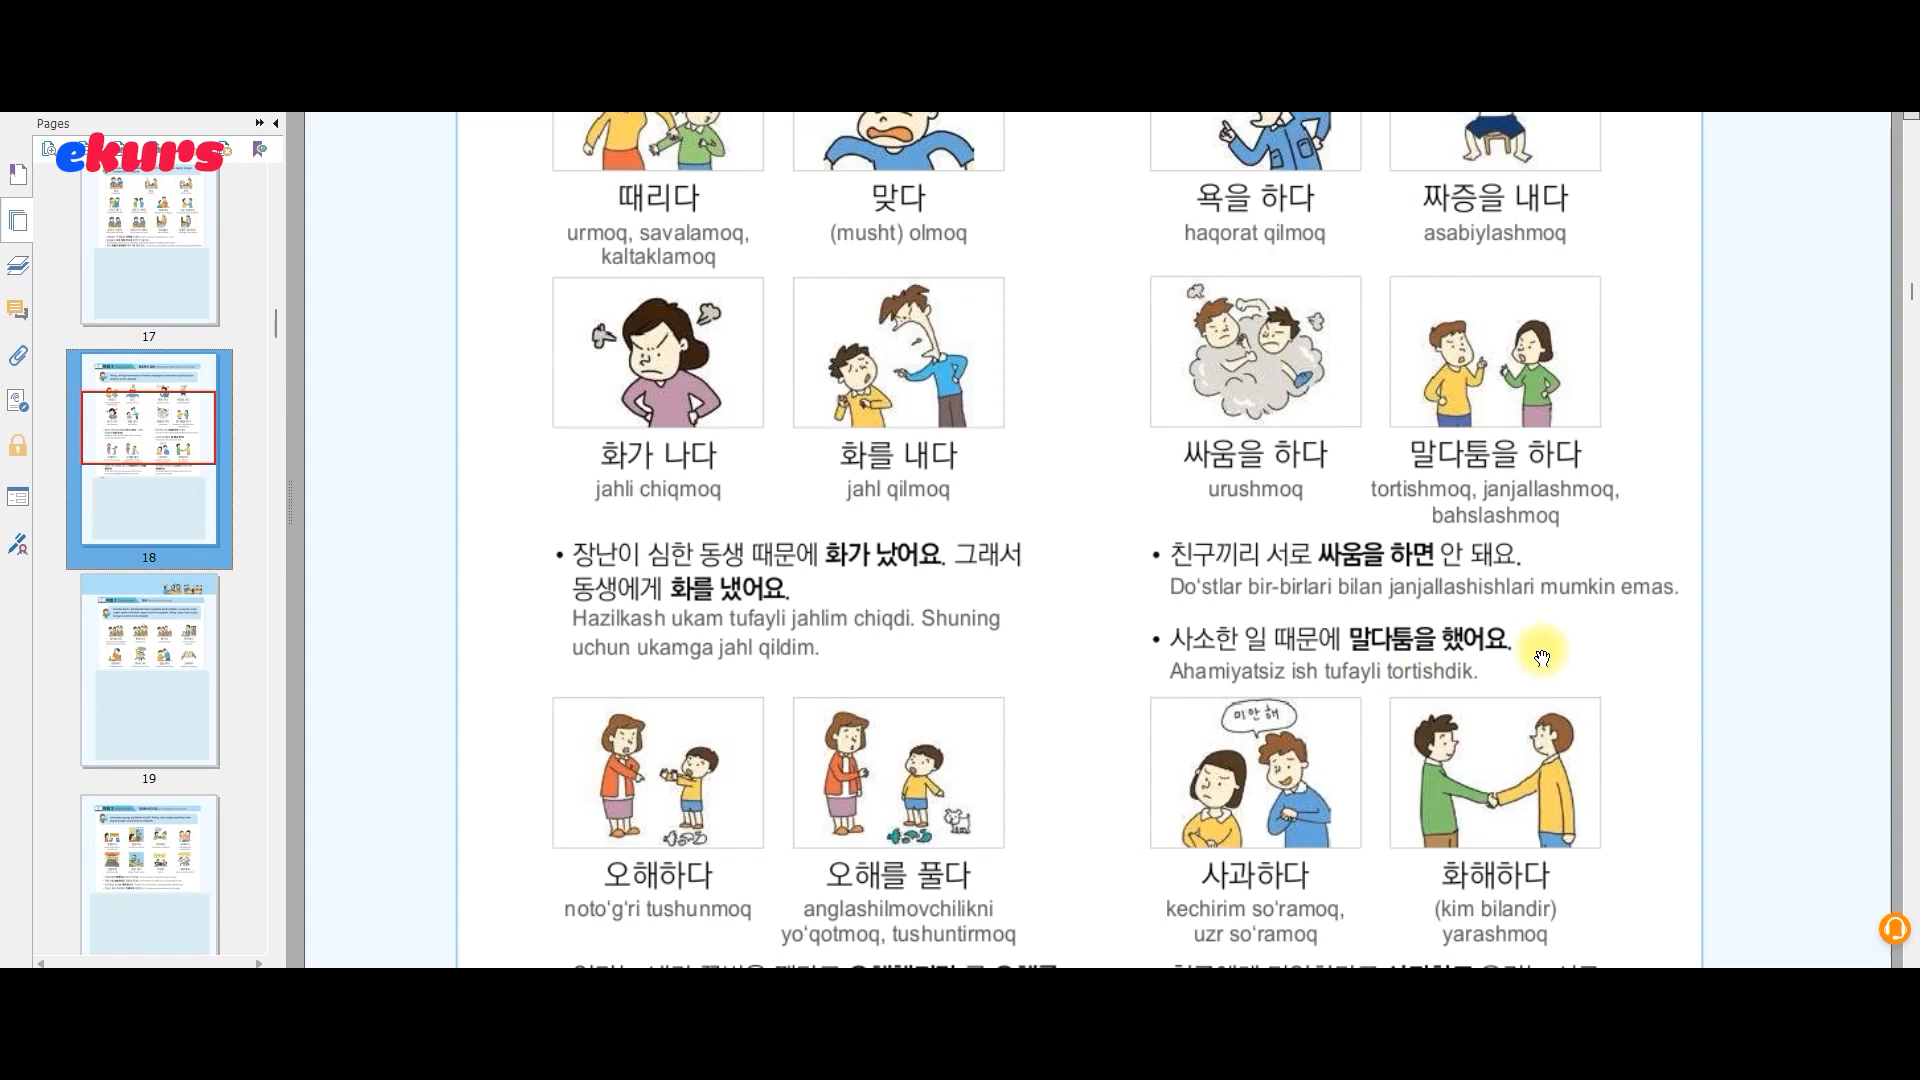 Pages
ekurs
17
18
19
때리다
urmoq, savalamoq,
kaltaklamoq
맞다
(musht) olmoq
욕을 하다
haqorat qilmoq
짜증을 내다
asabiylashmoq
화가 나다
jahli chiqmoq
화를 내다
jahl qilmoq
싸움을 하다
urushmoq
말다툼을 하다
tortishmoq, janjallashmoq,
bahslashmoq
• 장난이 심한 동생 때문에 화가 났어요. 그래서
동생에게 화를 냈어요.
Hazilkash ukam tufayli jahlim chiqdi. Shuning
uchun ukamga jahl qildim.
• 친구끼리 서로 싸움을 하면 안 돼요.
Do‘stlar bir-birlari bilan janjallashishlari mumkin emas.
• 사소한 일 때문에 말다툼을 했어요.
Ahamiyatsiz ish tufayli tortishdik.
미안해
오해하다
noto‘g‘ri tushunmoq
오해를 풀다
anglashilmovchilikni
yo‘qotmoq, tushuntirmoq
사과하다
kechirim so‘ramoq,
uzr so‘ramoq
화해하다
(kim bilandir)
yarashmoq